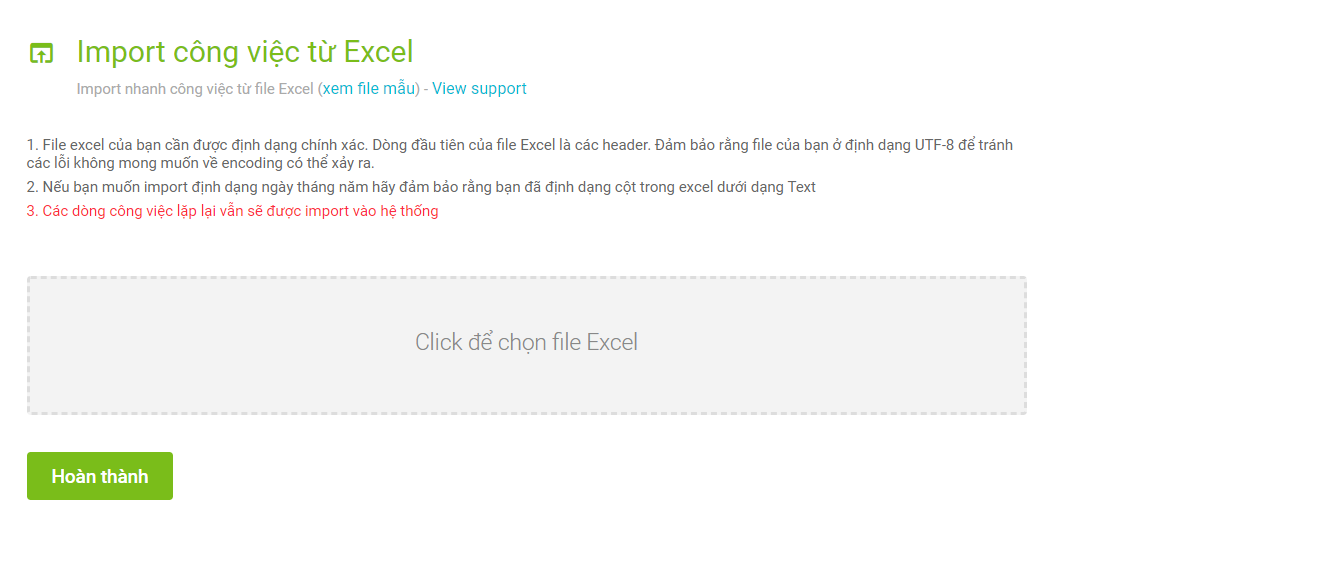 Import công việc từ Excel
Import nhanh công việc từ file Excel (xem file mẫu) - View support
1. File excel của bạn cần được định dạng chính xác. Dòng đầu tiên của file Excel là các header. Đảm bảo rằng file của bạn ở định dạng UTF-8 để tránh
các lỗi không mong muốn về encoding có thể xảy ra.
2. Nếu bạn muốn import định dạng ngày tháng năm hãy đảm bảo rằng bạn đã định dạng cột trong excel dưới dạng Text
3. Các dòng công việc lặp lại vẫn sẽ được import vào hệ thống
Click để chọn file Excel
Hoàn thành